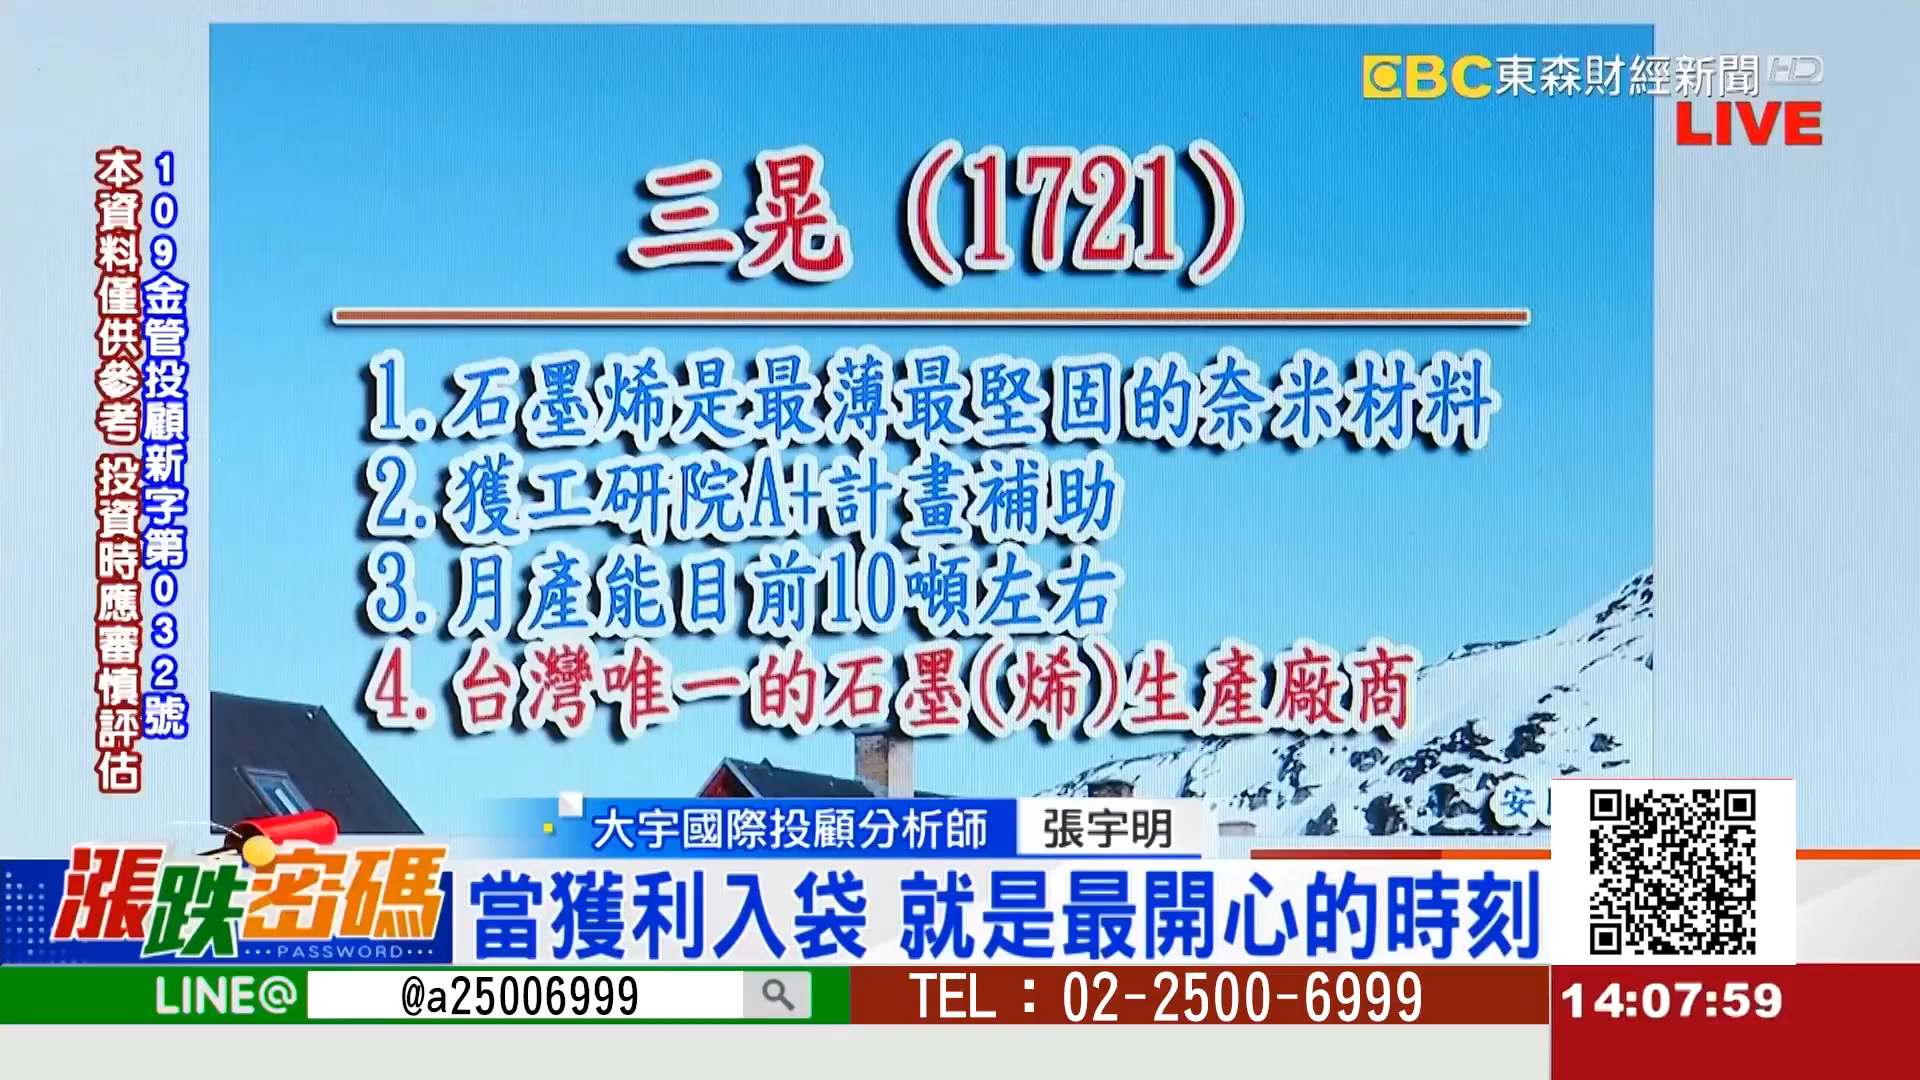 EBC東森財經新聞HD
LIVE
109金管投顧新字第032號
本資料僅供參考 投資時應審慎評估
三晃(1721)
1.石墨烯是最薄最堅固的奈米材料
2.獲工研院A+計畫補助
3.月產能目前10噸左右
4.台灣唯一的石墨(烯)生產廠商
安
大宇國際投顧分析師 張宇明
漲跌密碼
PASSWORD
當獲利入袋 就是最開心的時刻
LINE@ @a25006999
TEL：02-2500-6999
14:07:59